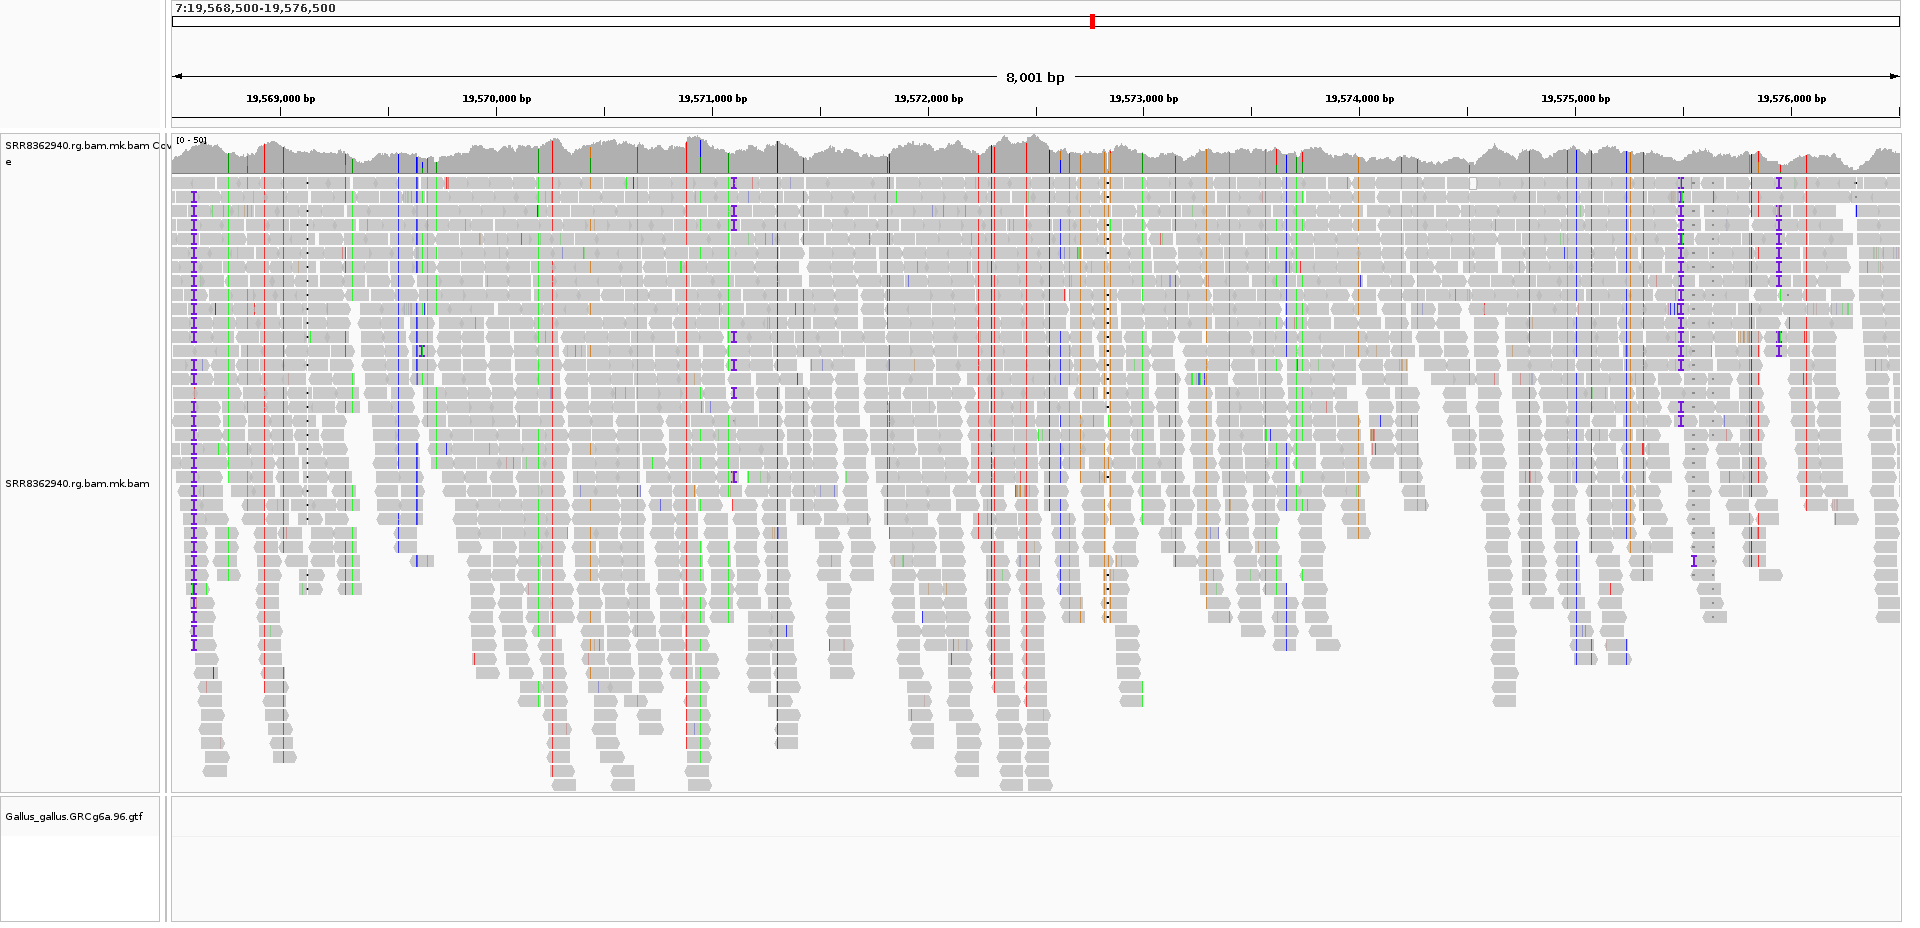 7:19,568,500-19,576,500
8,001 bp
19,569,000 bp 19,570,000 bp 19,571,000 bp 19,572,000 bp 19,573,000 bp 19,574,000 bp 19,575,000 bp 19,576,000 bp
[0 - 50]
SRR8362940.rg.bam.mk.bam Cov
e
SRR8362940.rg.bam.mk.bam
Gallus_gallus.GRCg6a.96.gtf